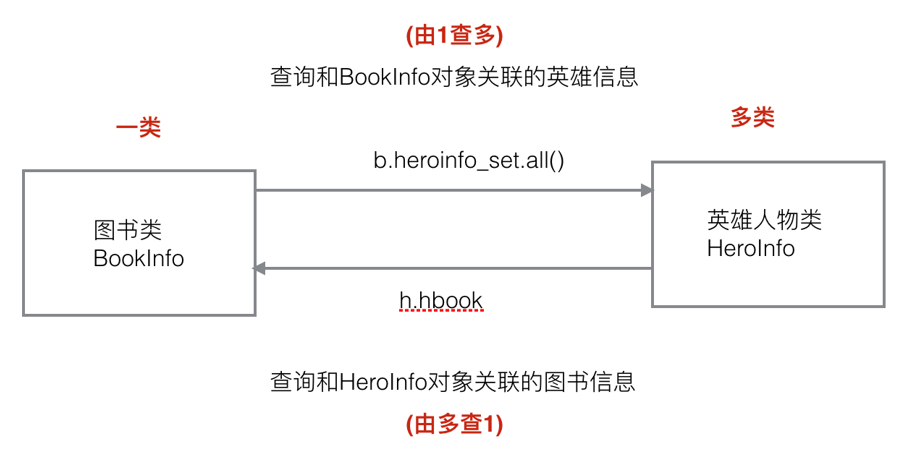 (由1查多)
查询和BookInfo对象关联的英雄信息
一类
多类
b.heroinfo_set.all()
图书类
BookInfo
英雄人物类
HeroInfo
h.hbook
查询和HeroInfo对象关联的图书信息
(由多查1)